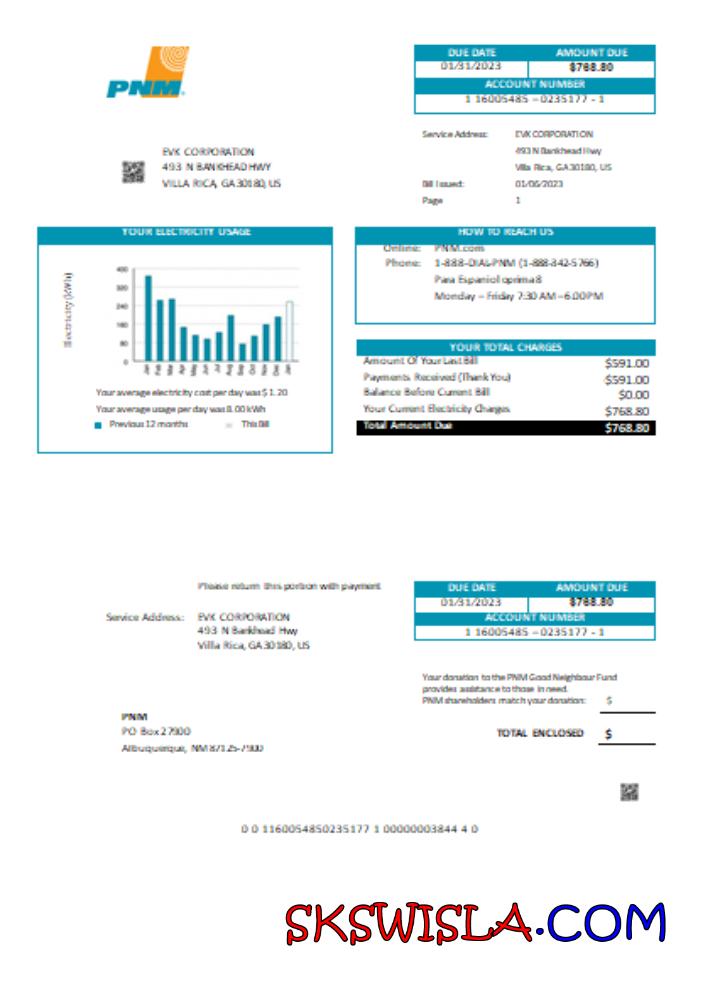 PNM
DUE DATE AMOUNT DUE
01/31/2023 $768.80
ACCOUNT NUMBER
1 16005485 – 0235177 - 1
Service Address: EVK CORPORATION
493 N Bankhead Hwy
Villa Rica, GA 30180, US
Bill Issued: 01/06/2023
Page 1
EVK CORPORATION
493 N BANKHEAD HWY
VILLA RICA, GA 30180, US
YOUR ELECTRICITY USAGE
Electricity (kWh)
400
320
240
160
80
0
Jan Feb Mar Apr May Jun Jul Aug Sep Oct Nov Dec Jan
Your average electricity cost per day was $ 1.20
Your average usage per day was 8.00 kWh
Previous 12 months This Bill
HOW TO REACH US
Online: PNM.com
Phone: 1-888-DIAL-PNM (1-888-342-5766)
Para Espaniol oprima 8
Monday – Friday 7:30 AM – 6:00 PM
YOUR TOTAL CHARGES
Amount Of Your Last Bill $591.00
Payments Received (Thank You) -$591.00
Balance Before Current Bill $0.00
Your Current Electricity Charges $768.80
Total Amount Due $768.80
Please return this portion with payment
DUE DATE AMOUNT DUE
01/31/2023 $768.80
ACCOUNT NUMBER
1 16005485 – 0235177 - 1
Service Address: EVK CORPORATION
493 N Bankhead Hwy
Villa Rica, GA 30180, US
Your donation to the PNM Good Neighbour Fund
provides assistance to those in need.
PNM shareholders match your donation: $
TOTAL ENCLOSED $
PNM
PO Box 27900
Albuquerque, NM 87125-7900
0 0 1160054850235177 1 00000003844 4 0
SKSWISLA.COM